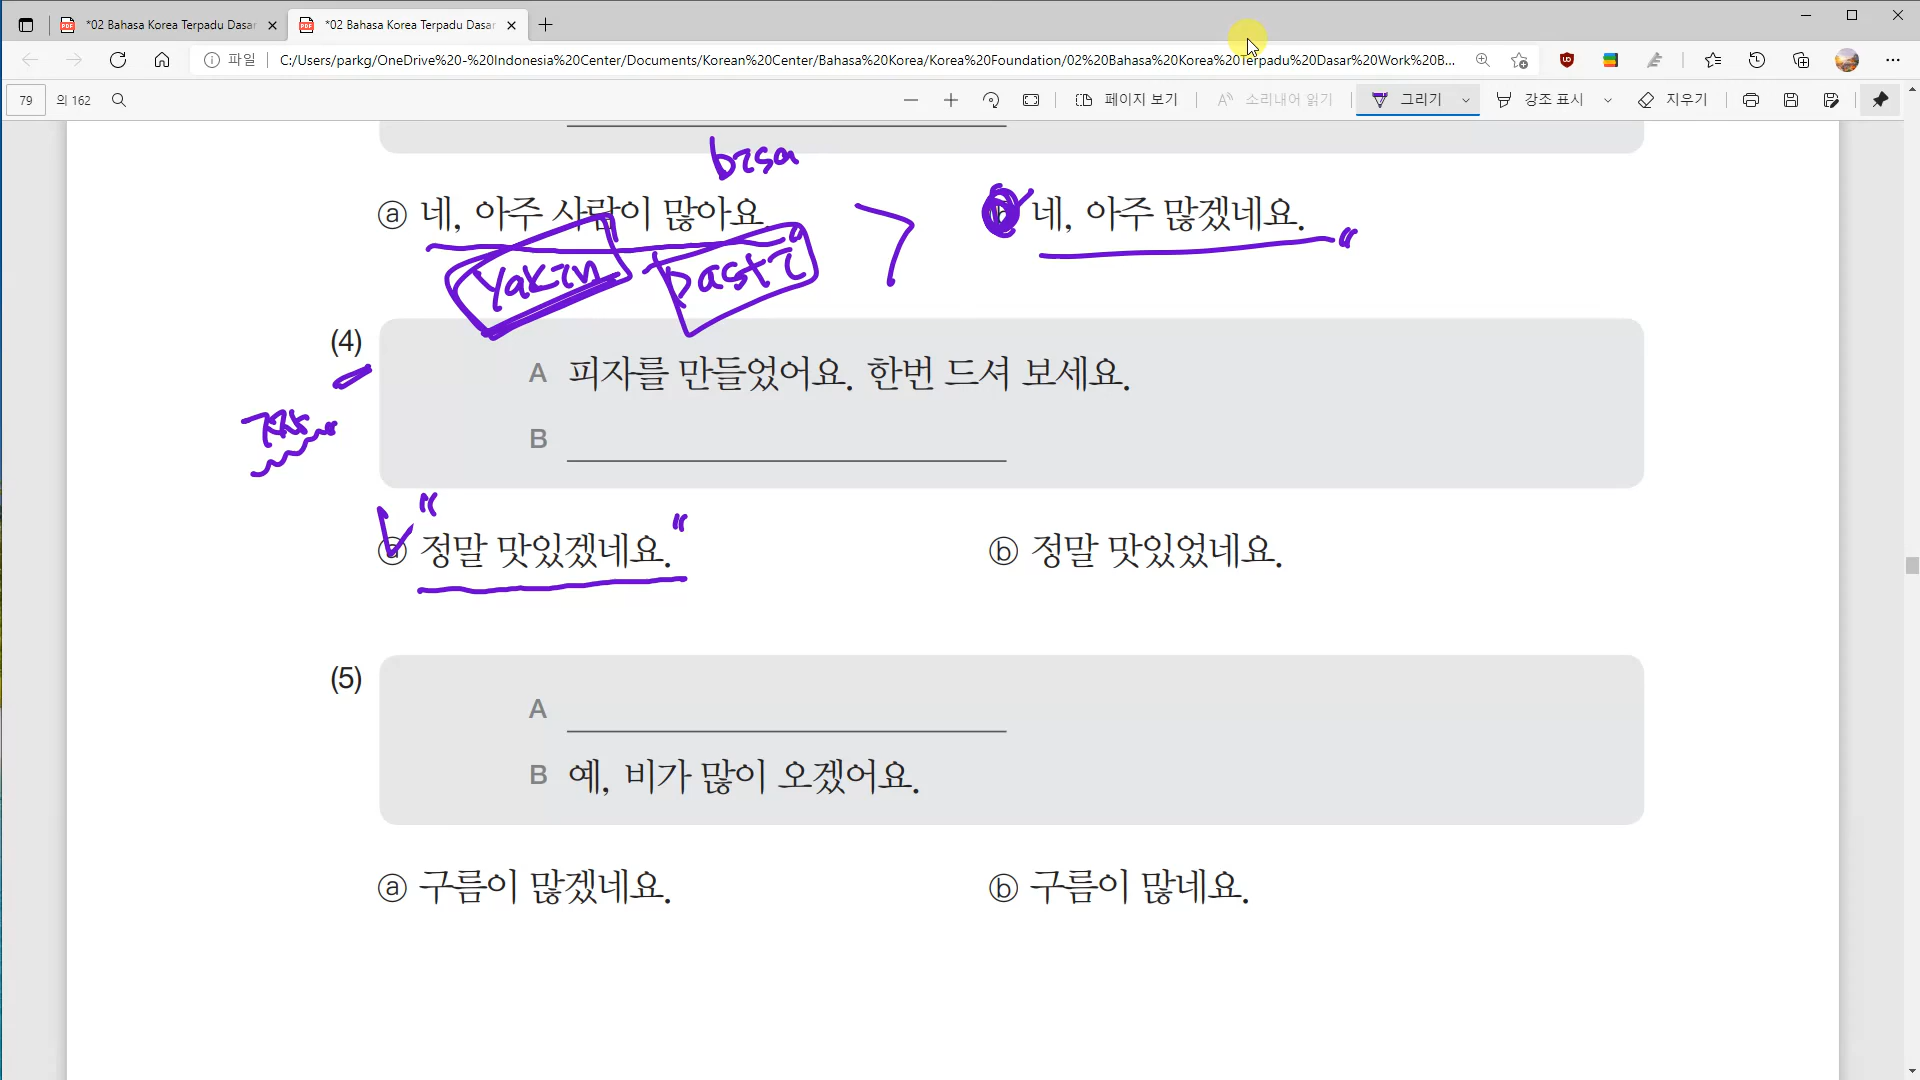 *02 Bahasa Korea Terpadu Dasar
*02 Bahasa Korea Terpadu Dasar
파일
C:/Users/parkg/OneDrive%20-%20Indonesia%20Center/Documents/Korean%20Center/Bahasa%20Korea/Korea%20Foundation/02%20Bahasa%20Korea%20Terpadu%20Dasar%20Work%20B...
79 의 162
페이지 보기
소리내어 읽기
그리기
강조 표시
지우기
bisa
ⓐ 네, 아주 사람이 많아요.
네, 아주 많겠네요. "
yakin pasti
(4)
A 피자를 만들었어요. 한번 드셔 보세요.
B
" ⓐ 정말 맛있겠네요. "
ⓑ 정말 맛있었네요.
(5)
A
B 예, 비가 많이 오겠어요.
ⓐ 구름이 많겠네요.
ⓑ 구름이 많네요.